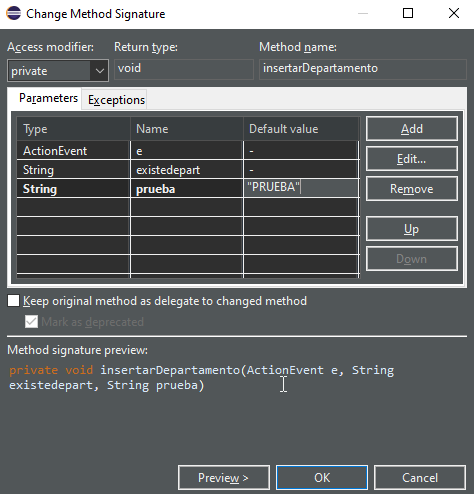 Change Method Signature
Access modifier: Return type: Method name:
private void insertarDepartamento
Parameters Exceptions
Type Name Default value
ActionEvent e -
String existedepart -
String prueba "PRUEBA"
Add
Edit...
Remove
Up
Down
Keep original method as delegate to changed method
Mark as deprecated
Method signature preview:
private void insertarDepartamento(ActionEvent e, String
existedepart, String prueba)
Preview > OK Cancel